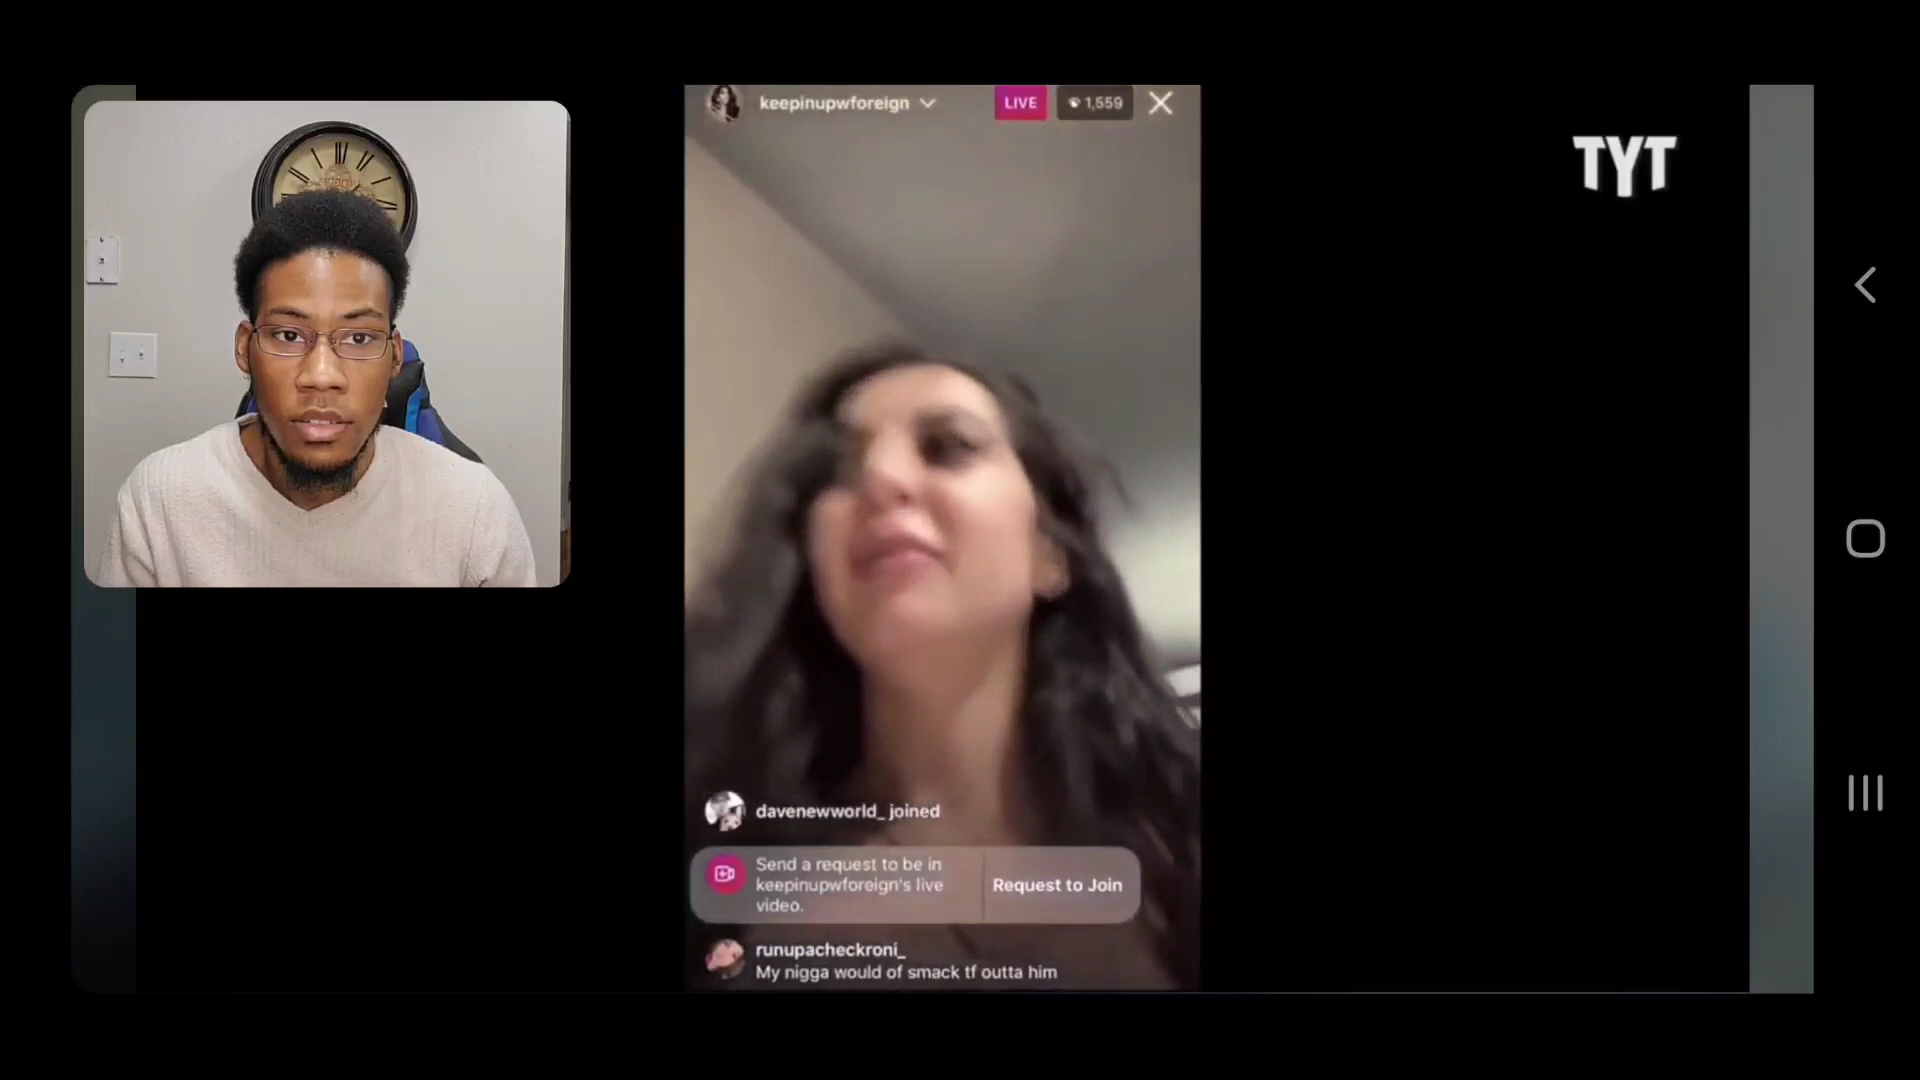 keepinupwforeign
LIVE
1,559
TYT
davenewworld_ joined
Send a request to be in
keepinupwforeign's live
video.
Request to Join
runupacheckroni_
My nigga would of smack tf outta him